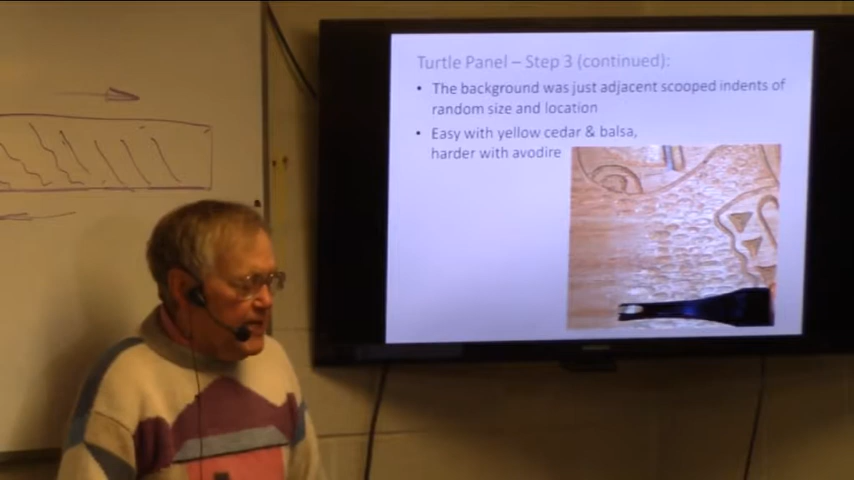 Turtle Panel – Step 3 (continued):
• The background was just adjacent scooped indents of
random size and location
• Easy with yellow cedar & balsa,
harder with avodire